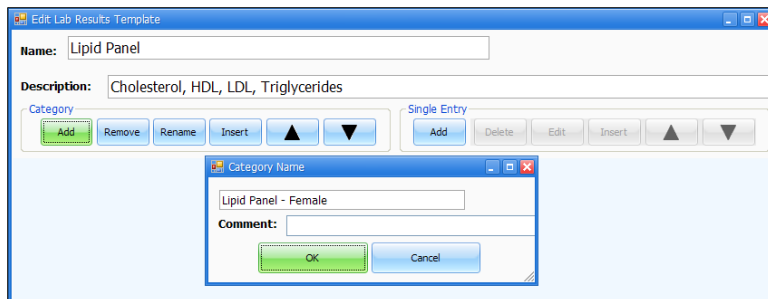 Edit Lab Results Template
Name: Lipid Panel
Description: Cholesterol, HDL, LDL, Triglycerides
Category
Add Remove Rename Insert
Single Entry
Add Delete Edit Insert
Category Name
Lipid Panel - Female
Comment:
OK Cancel